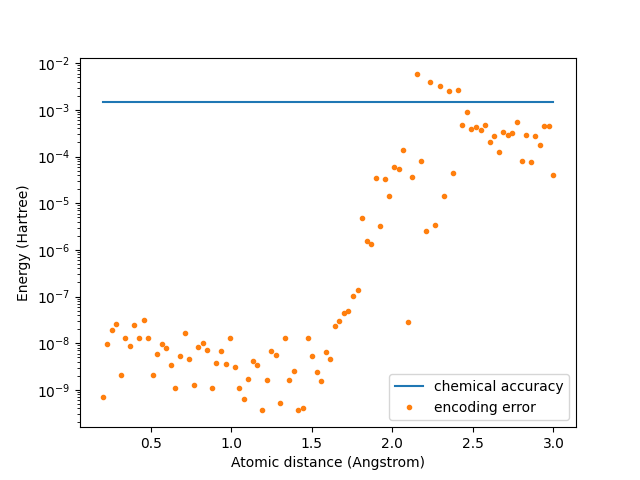 10⁻²
10⁻³
10⁻⁴
10⁻⁵
10⁻⁶
10⁻⁷
10⁻⁸
10⁻⁹
Energy (Hartree)
chemical accuracy
encoding error
0.5 1.0 1.5 2.0 2.5 3.0
Atomic distance (Angstrom)